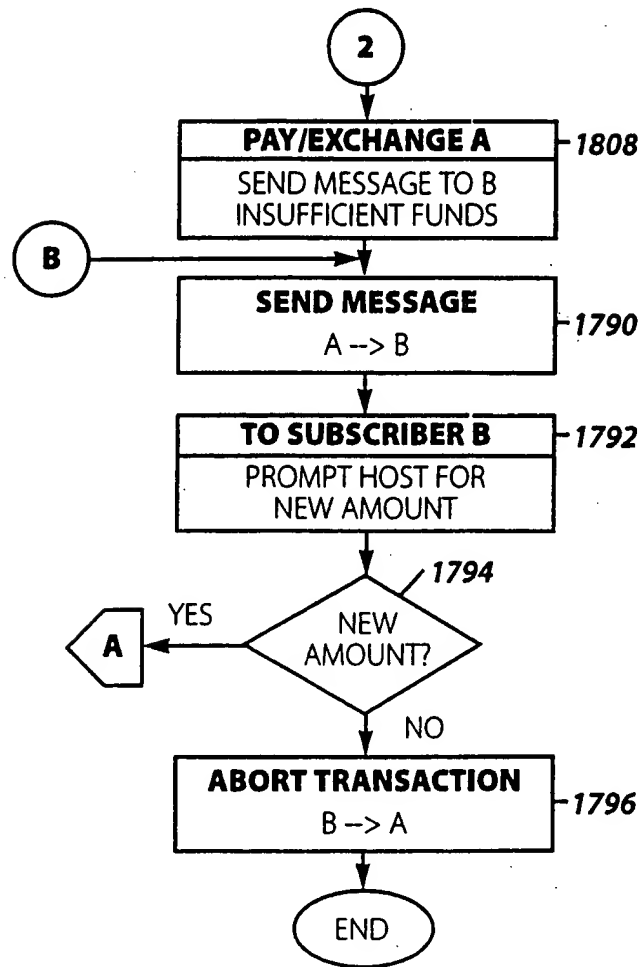 2
PAY/EXCHANGE A
1808
SEND MESSAGE TO B
INSUFFICIENT FUNDS
B
SEND MESSAGE
A --> B
1790
TO SUBSCRIBER B
1792
PROMPT HOST FOR
NEW AMOUNT
1794
YES
A
NEW
AMOUNT?
NO
ABORT TRANSACTION
B --> A
1796
END